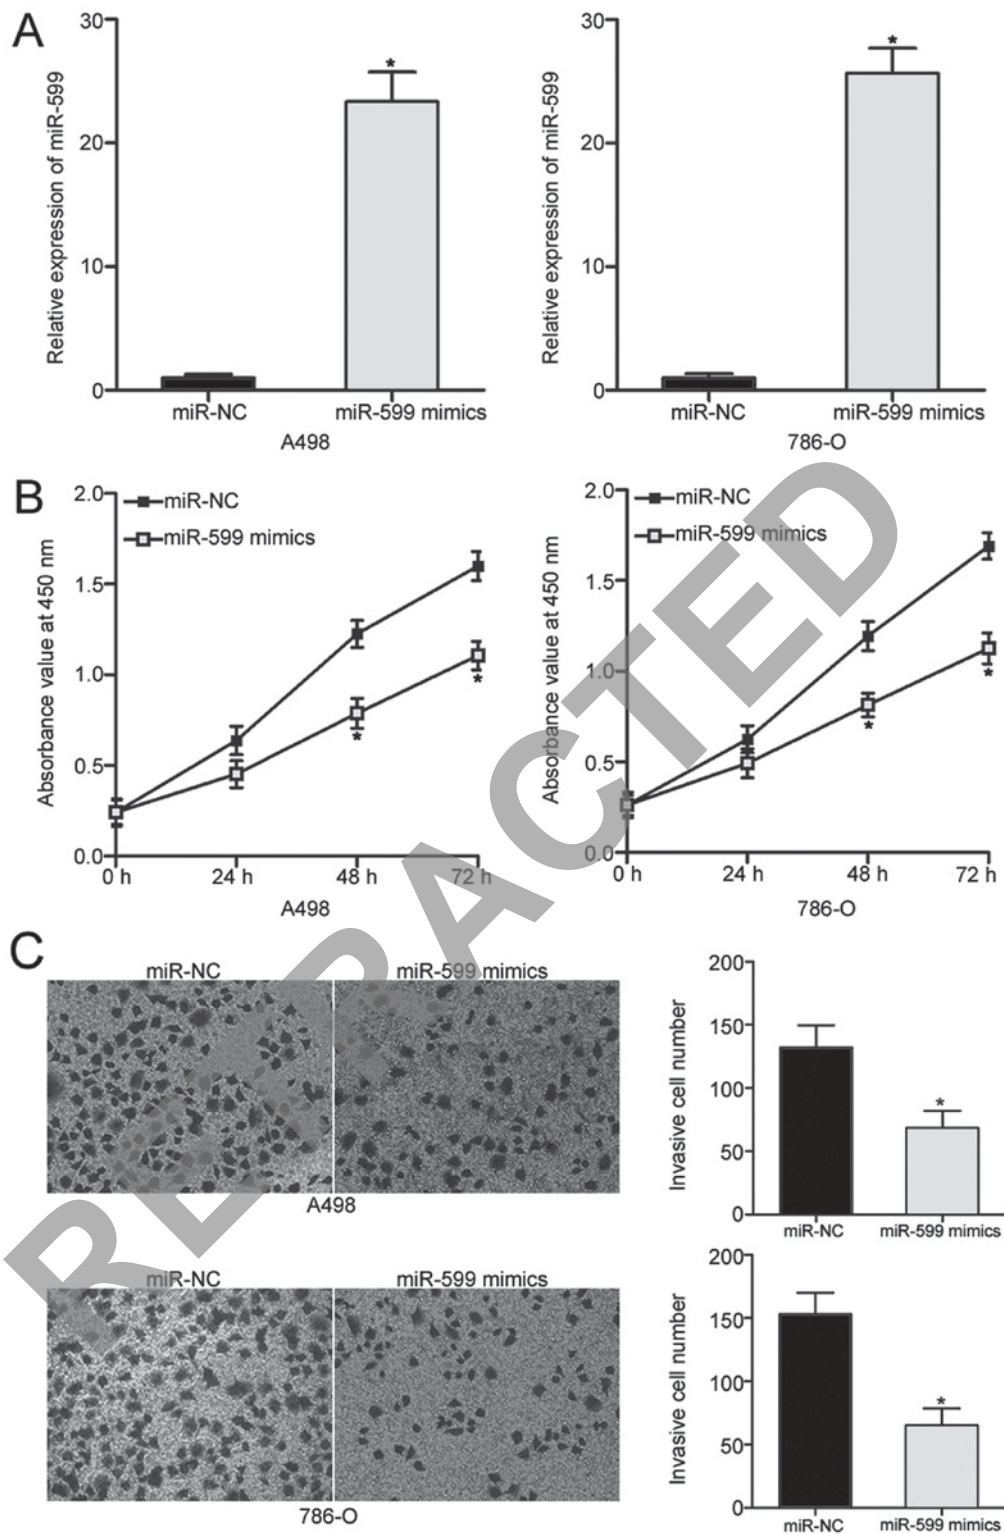 A
Relative expression of miR-599
30
20
10
0
*
miR-NC
miR-599 mimics
A498
Relative expression of miR-599
30
20
10
0
*
miR-NC
miR-599 mimics
786-O
B
Absorbance value at 450 nm
2.0
1.5
1.0
0.5
0.0
miR-NC
miR-599 mimics
*
*
0 h
24 h
48 h
72 h
A498
Absorbance value at 450 nm
2.0
1.5
1.0
0.5
0.0
miR-NC
miR-599 mimics
*
*
0 h
24 h
48 h
72 h
786-O
C
miR-NC
miR-599 mimics
A498
Invasive cell number
200
150
100
50
0
*
miR-NC
miR-599 mimics
miR-NC
miR-599 mimics
786-O
Invasive cell number
200
150
100
50
0
*
miR-NC
miR-599 mimics
RETRACTED